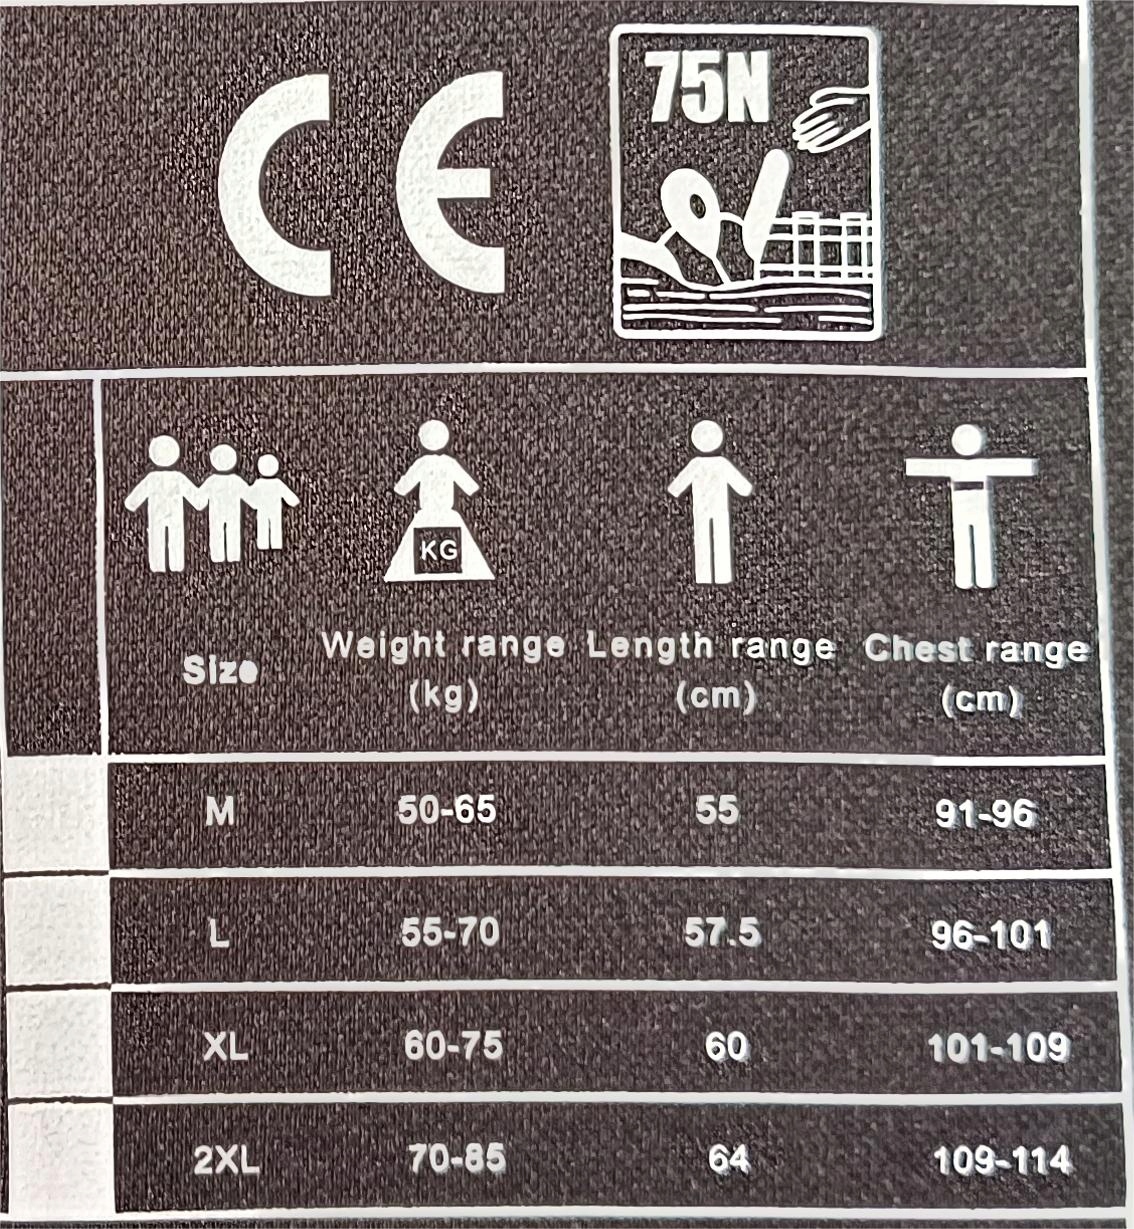 CE
75N
KG
Size Weight range (kg) Length range (cm) Chest range (cm)
M 50-65 55 91-96
L 55-70 57.5 96-101
XL 60-75 60 101-109
2XL 70-85 64 109-114